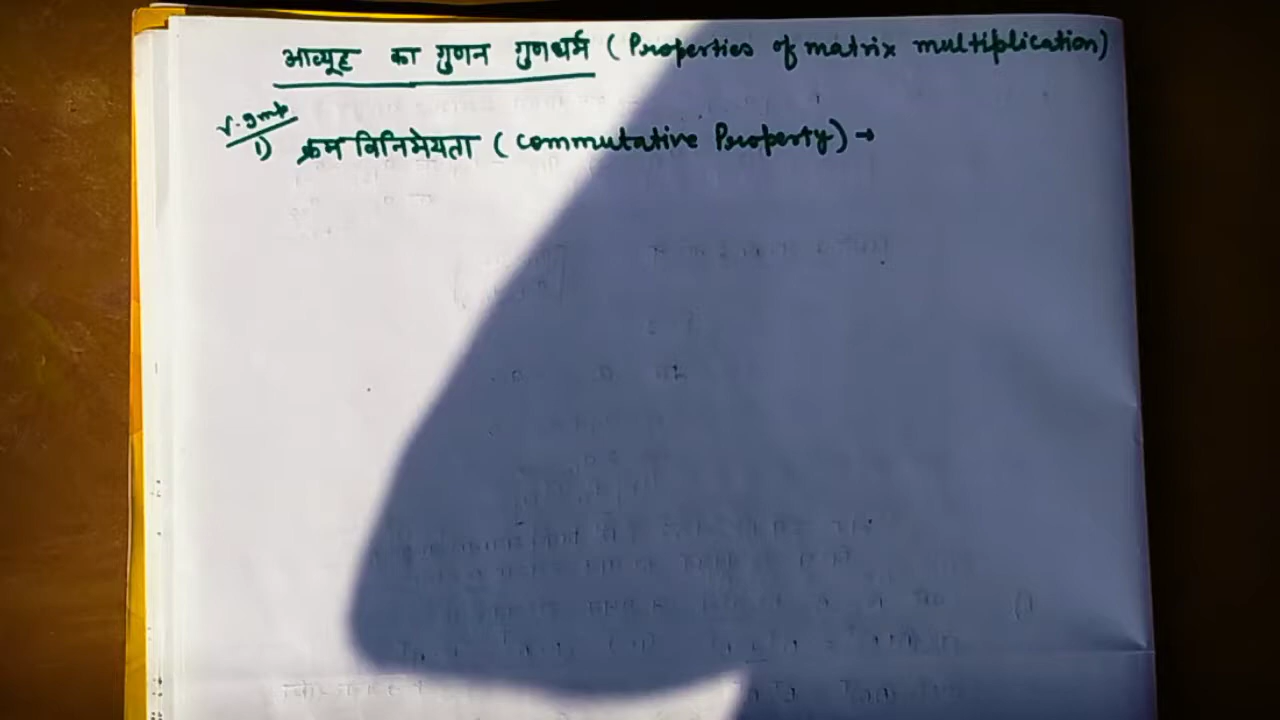 आव्यूह का गुणन गुणधर्म (Properties of matrix multiplication)
V. Imp
1) क्रम विनिमेयता (Commutative Property) →